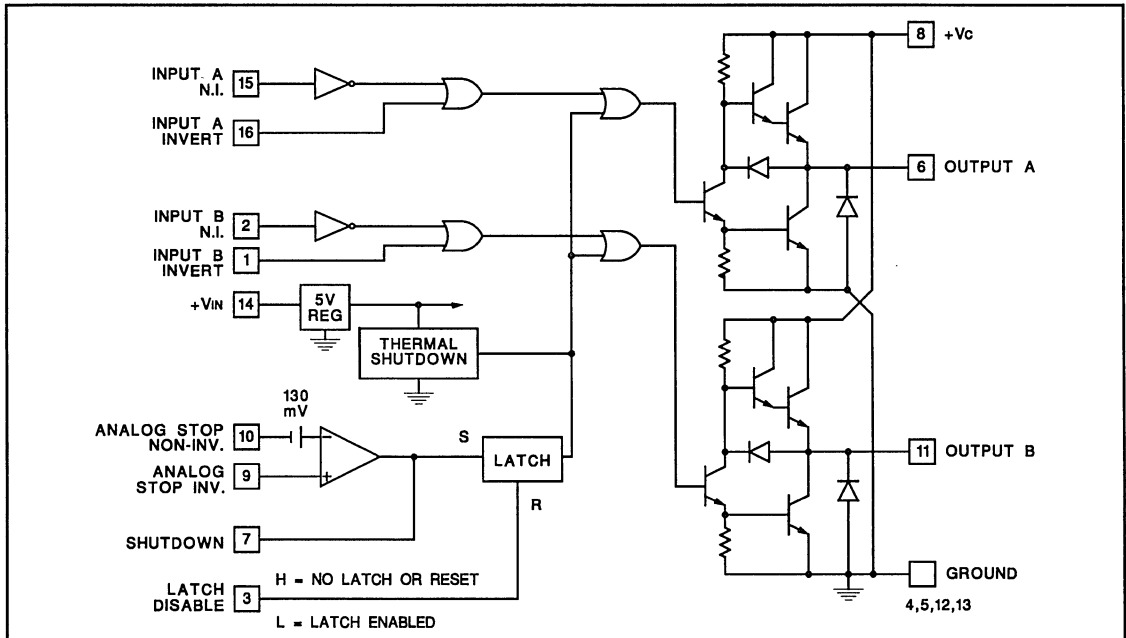 8 +Vc
INPUT A
N.I. 15
INPUT A
INVERT 16
6 OUTPUT A
INPUT B
N.I. 2
INPUT B
INVERT 1
+VIN 14
5V
REG
THERMAL
SHUTDOWN
130
mV
ANALOG STOP
NON-INV. 10
−
S
LATCH
11 OUTPUT B
ANALOG
STOP INV. 9
+
R
SHUTDOWN 7
H = NO LATCH OR RESET
LATCH
DISABLE 3
L = LATCH ENABLED
GROUND
4,5,12,13